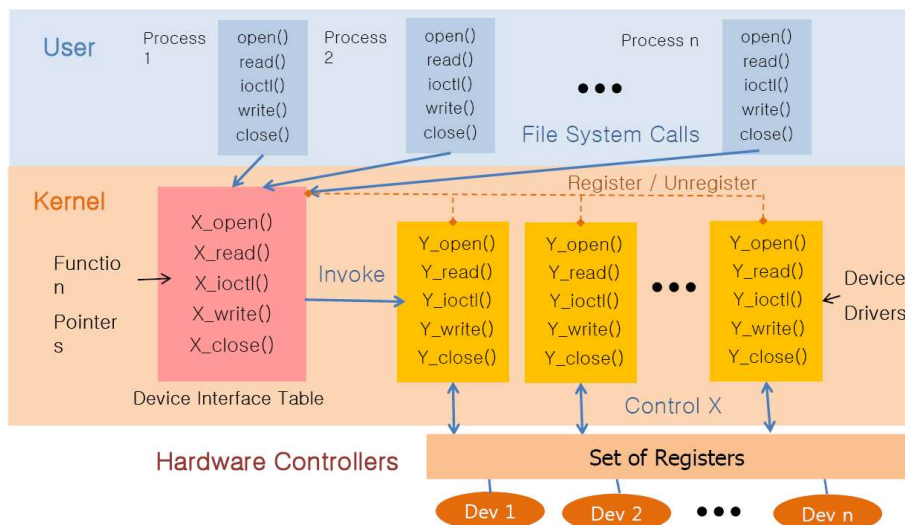 User
Process
1
open()
read()
ioctl()
write()
close()
Process
2
open()
read()
ioctl()
write()
close()
Process n
open()
read()
ioctl()
write()
close()
File System Calls
Kernel
Register / Unregister
Functio
n
Pointer
s
X_open()
X_read()
X_ioctl()
X_write()
X_close()
Device Interface Table
Invoke
Y_open()
Y_read()
Y_ioctl()
Y_write()
Y_close()
Y_open()
Y_read()
Y_ioctl()
Y_write()
Y_close()
Y_open()
Y_read()
Y_ioctl()
Y_write()
Y_close()
Device
Drivers
Control X
Hardware Controllers
Set of Registers
Dev 1
Dev 2
Dev n